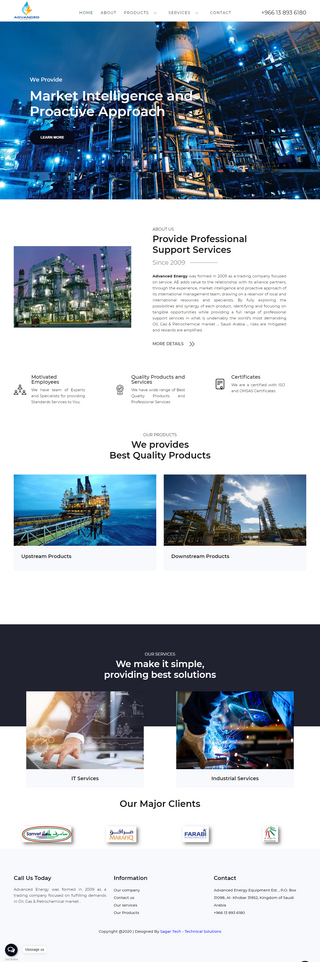 ADVANCED
HOME ABOUT PRODUCTS SERVICES CONTACT
+966 13 893 6180
We Provide
Market Intelligence and
Proactive Approach
LEARN MORE
ABOUT US
Provide Professional
Support Services
Since 2009
Advanced Energy was formed in 2009 as a trading company focused
on service. AE adds value to the relationship with its alliance partners,
through the experience, market intelligence and proactive approach of
its international management team, drawing on a reservoir of local and
international resources and specialists. By fully exploring the
possibilities and synergy of each product, identifying and focusing on
tangible opportunities while providing a full range of professional
support services in what is undeniably the world's most demanding
Oil, Gas & Petrochemical market ... Saudi Arabia ... risks are mitigated
and rewards are amplified.
MORE DETAILS
Motivated
Employees
We have team of Experts
and Specialists for providing
Standards Services to You.
Quality Products and
Services
We have wide range of Best
Quality Products and
Professional Services
Certificates
We are a certified with ISO
and OHSAS Certificates
OUR PRODUCTS
We provides
Best Quality Products
Upstream Products
Downstream Products
OUR SERVICES
We make it simple,
providing best solutions
IT Services
Industrial Services
Our Major Clients
Samref سامرف
MARAFIQ
FARABI
Call Us Today
Advanced Energy was formed in 2009 as a
trading company focused on fulfilling demands
in Oil, Gas & Petrochemical market .
Information
Our company
Contact us
Our services
Our Products
Contact
Advanced Energy Equipment Est. , P.O. Box
31088, Al- Khobar 31952, Kingdom of Saudi
Arabia
+966 13 893 6180
Copyright @2020 | Designed By Sagar Tech - Technical Solutions
Message us